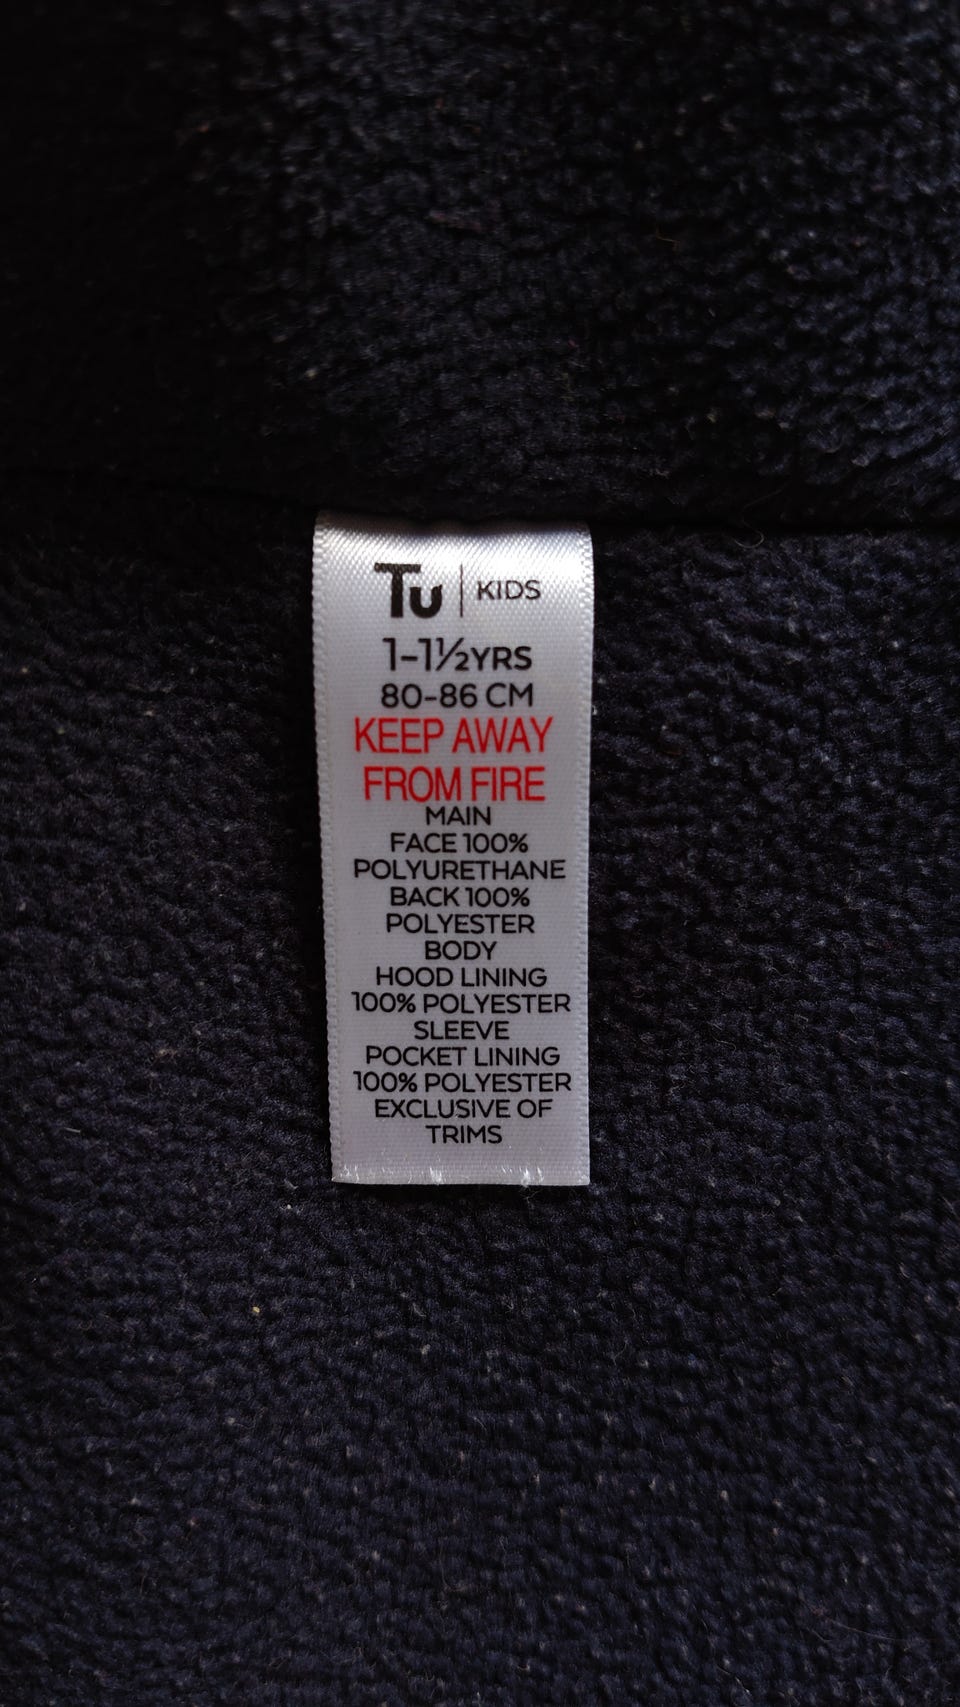 Tu | KIDS
1-1½YRS
80-86 CM
KEEP AWAY
FROM FIRE
MAIN
FACE 100%
POLYURETHANE
BACK 100%
POLYESTER
BODY
HOOD LINING
100% POLYESTER
SLEEVE
POCKET LINING
100% POLYESTER
EXCLUSIVE OF
TRIMS